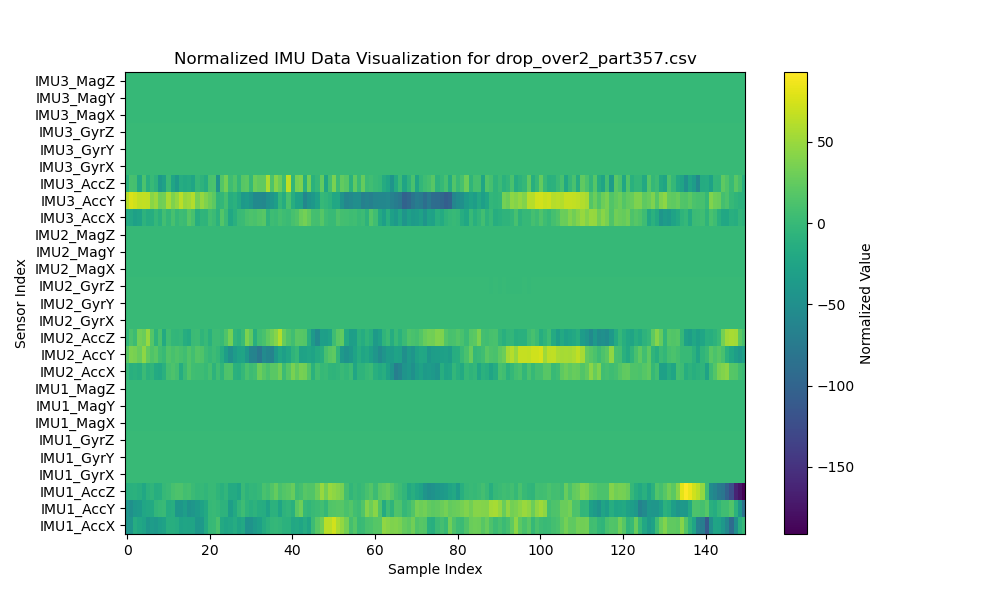 Normalized IMU Data Visualization for drop_over2_part357.csv
IMU3_MagZ
IMU3_MagY
IMU3_MagX
IMU3_GyrZ
IMU3_GyrY
IMU3_GyrX
IMU3_AccZ
IMU3_AccY
IMU3_AccX
IMU2_MagZ
IMU2_MagY
IMU2_MagX
IMU2_GyrZ
IMU2_GyrY
IMU2_GyrX
IMU2_AccZ
IMU2_AccY
IMU2_AccX
IMU1_MagZ
IMU1_MagY
IMU1_MagX
IMU1_GyrZ
IMU1_GyrY
IMU1_GyrX
IMU1_AccZ
IMU1_AccY
IMU1_AccX
Sensor Index
0 20 40 60 80 100 120 140
Sample Index
50
0
−50
−100
−150
Normalized Value